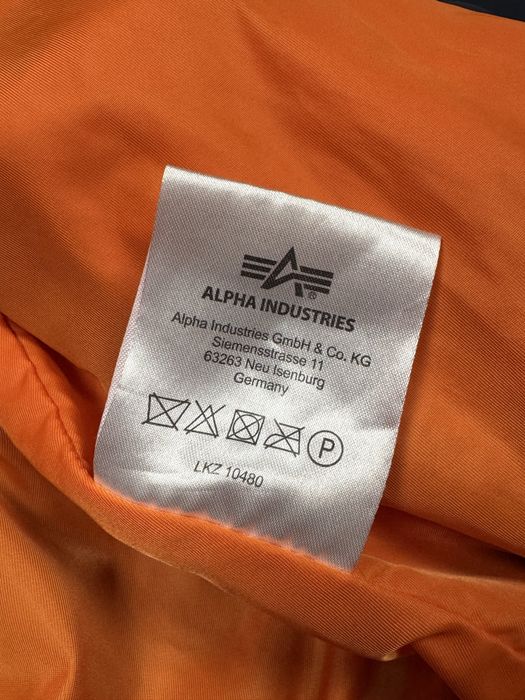 ALPHA INDUSTRIES®
Alpha Industries GmbH & Co. KG
Siemensstrasse 11
63263 Neu Isenburg
Germany
P
LKZ 10480